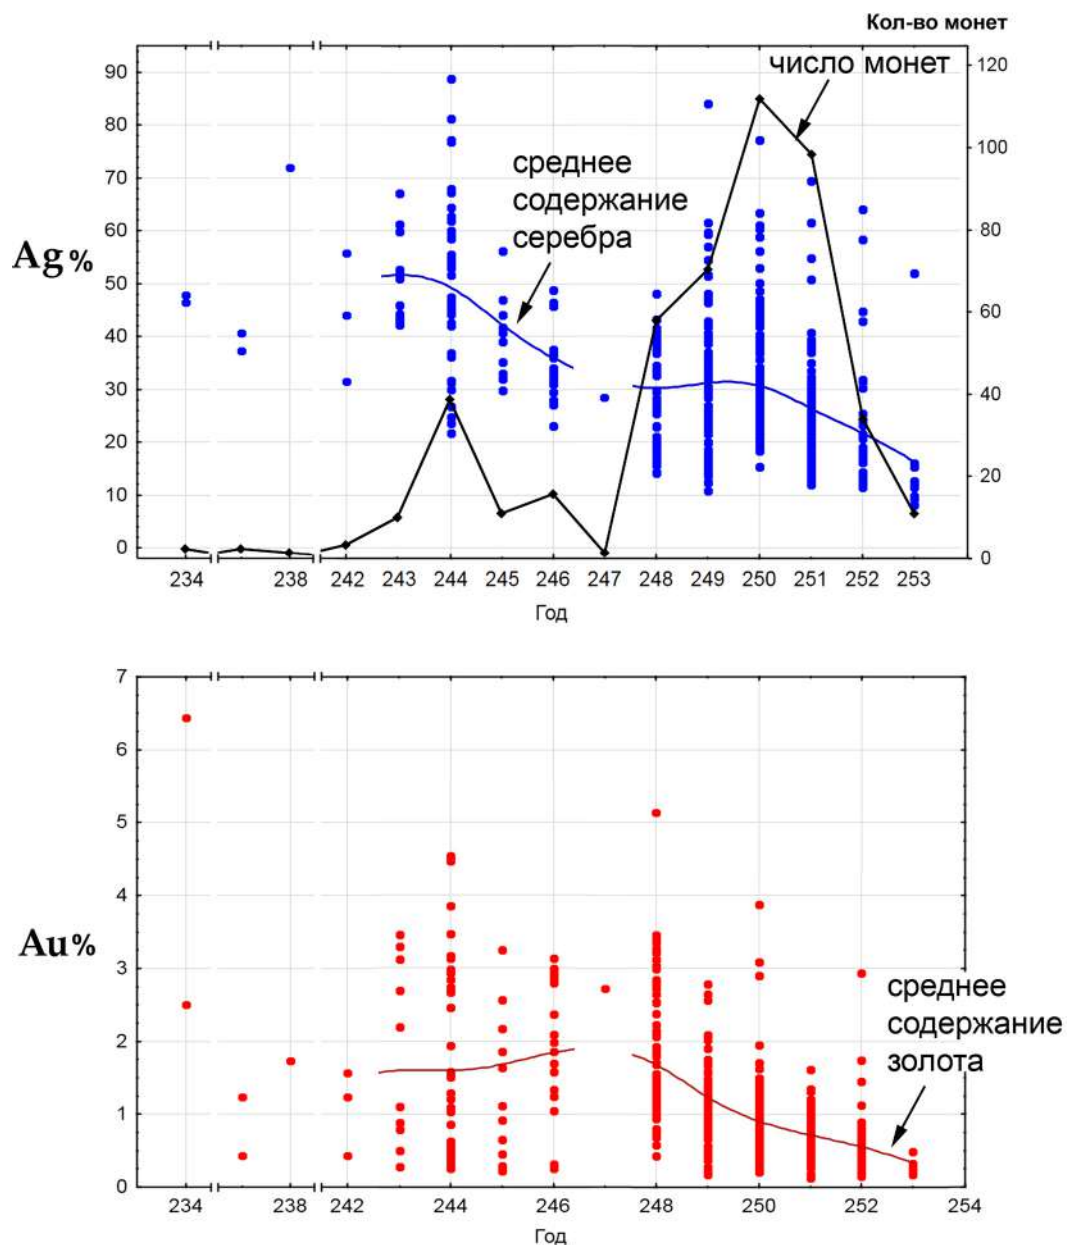 Кол-во монет
число монет
среднее
содержание
серебра
Ag%
90
80
70
60
50
40
30
20
10
0
120
100
80
60
40
20
0
234 238 242 243 244 245 246 247 248 249 250 251 252 253
Год
7
6
5
4
3
2
1
0
Au%
среднее
содержание
золота
234 238 242 244 246 248 250 252 254
Год